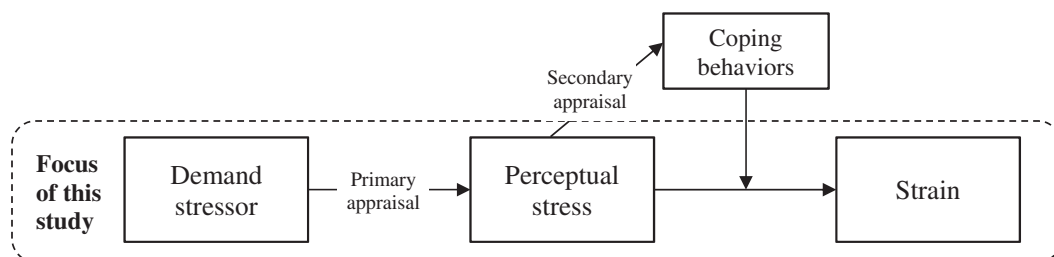 Coping
behaviors
Secondary
appraisal
Focus
of this
study
Demand
stressor
Primary
appraisal
Perceptual
stress
Strain